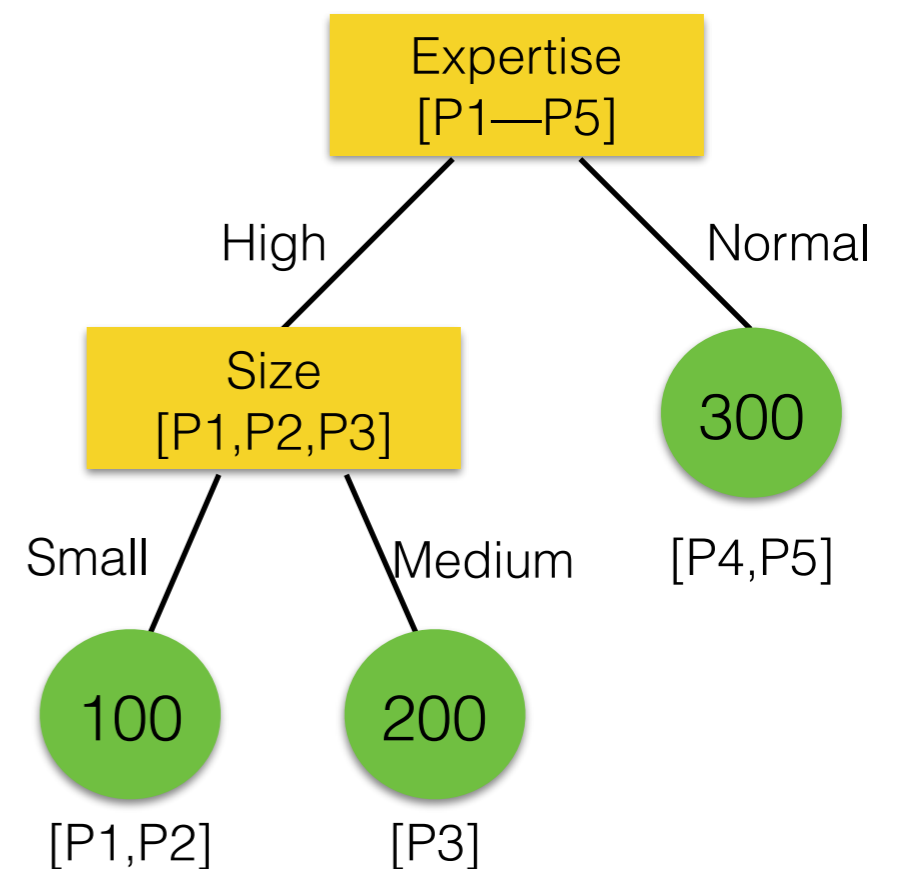 Expertise
[P1—P5]
High
Normal
Size
[P1,P2,P3]
300
Small
Medium
[P4,P5]
100
200
[P1,P2]
[P3]